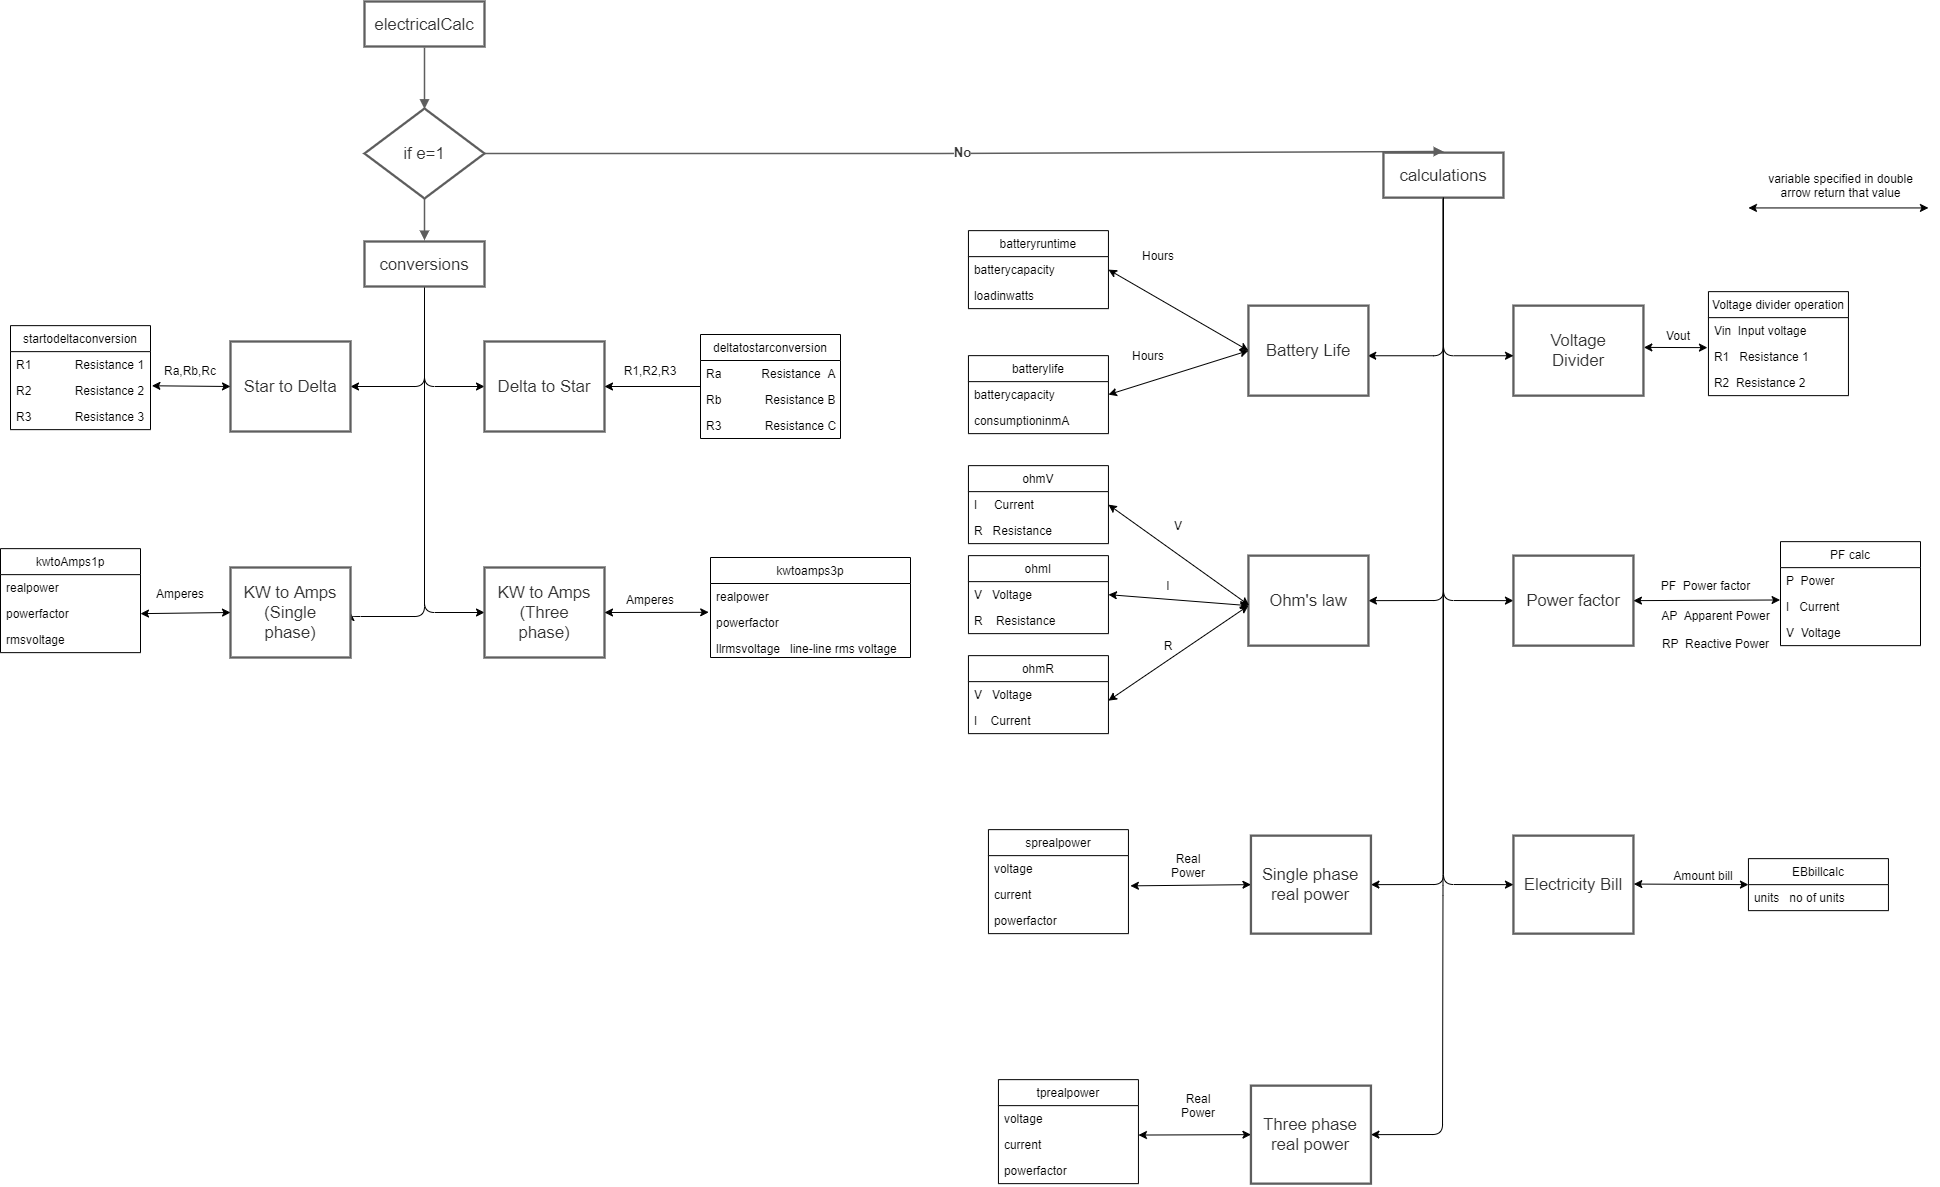 electricalCalc
if e=1
No
calculations
variable specified in double
arrow return that value
conversions
startodeltaconversion
R1 Resistance 1
R2 Resistance 2
R3 Resistance 3
Ra,Rb,Rc
Star to Delta
Delta to Star
R1,R2,R3
deltatostarconversion
Ra Resistance A
Rb Resistance B
R3 Resistance C
kwtoAmps1p
realpower
powerfactor
rmsvoltage
Amperes
KW to Amps
(Single
phase)
KW to Amps
(Three
phase)
Amperes
kwtoamps3p
realpower
powerfactor
llrmsvoltage line-line rms voltage
batteryruntime
batterycapacity
loadinwatts
Hours
batterylife
batterycapacity
consumptioninmA
Hours
Battery Life
Voltage
Divider
Vout
Voltage divider operation
Vin Input voltage
R1 Resistance 1
R2 Resistance 2
ohmV
I Current
R Resistance
V
ohmI
V Voltage
R Resistance
I
ohmR
V Voltage
I Current
R
Ohm's law
Power factor
PF Power factor
AP Apparent Power
RP Reactive Power
PF calc
P Power
I Current
V Voltage
sprealpower
voltage
current
powerfactor
Real
Power
Single phase
real power
Electricity Bill
Amount bill
EBbillcalc
units no of units
tprealpower
voltage
current
powerfactor
Real
Power
Three phase
real power